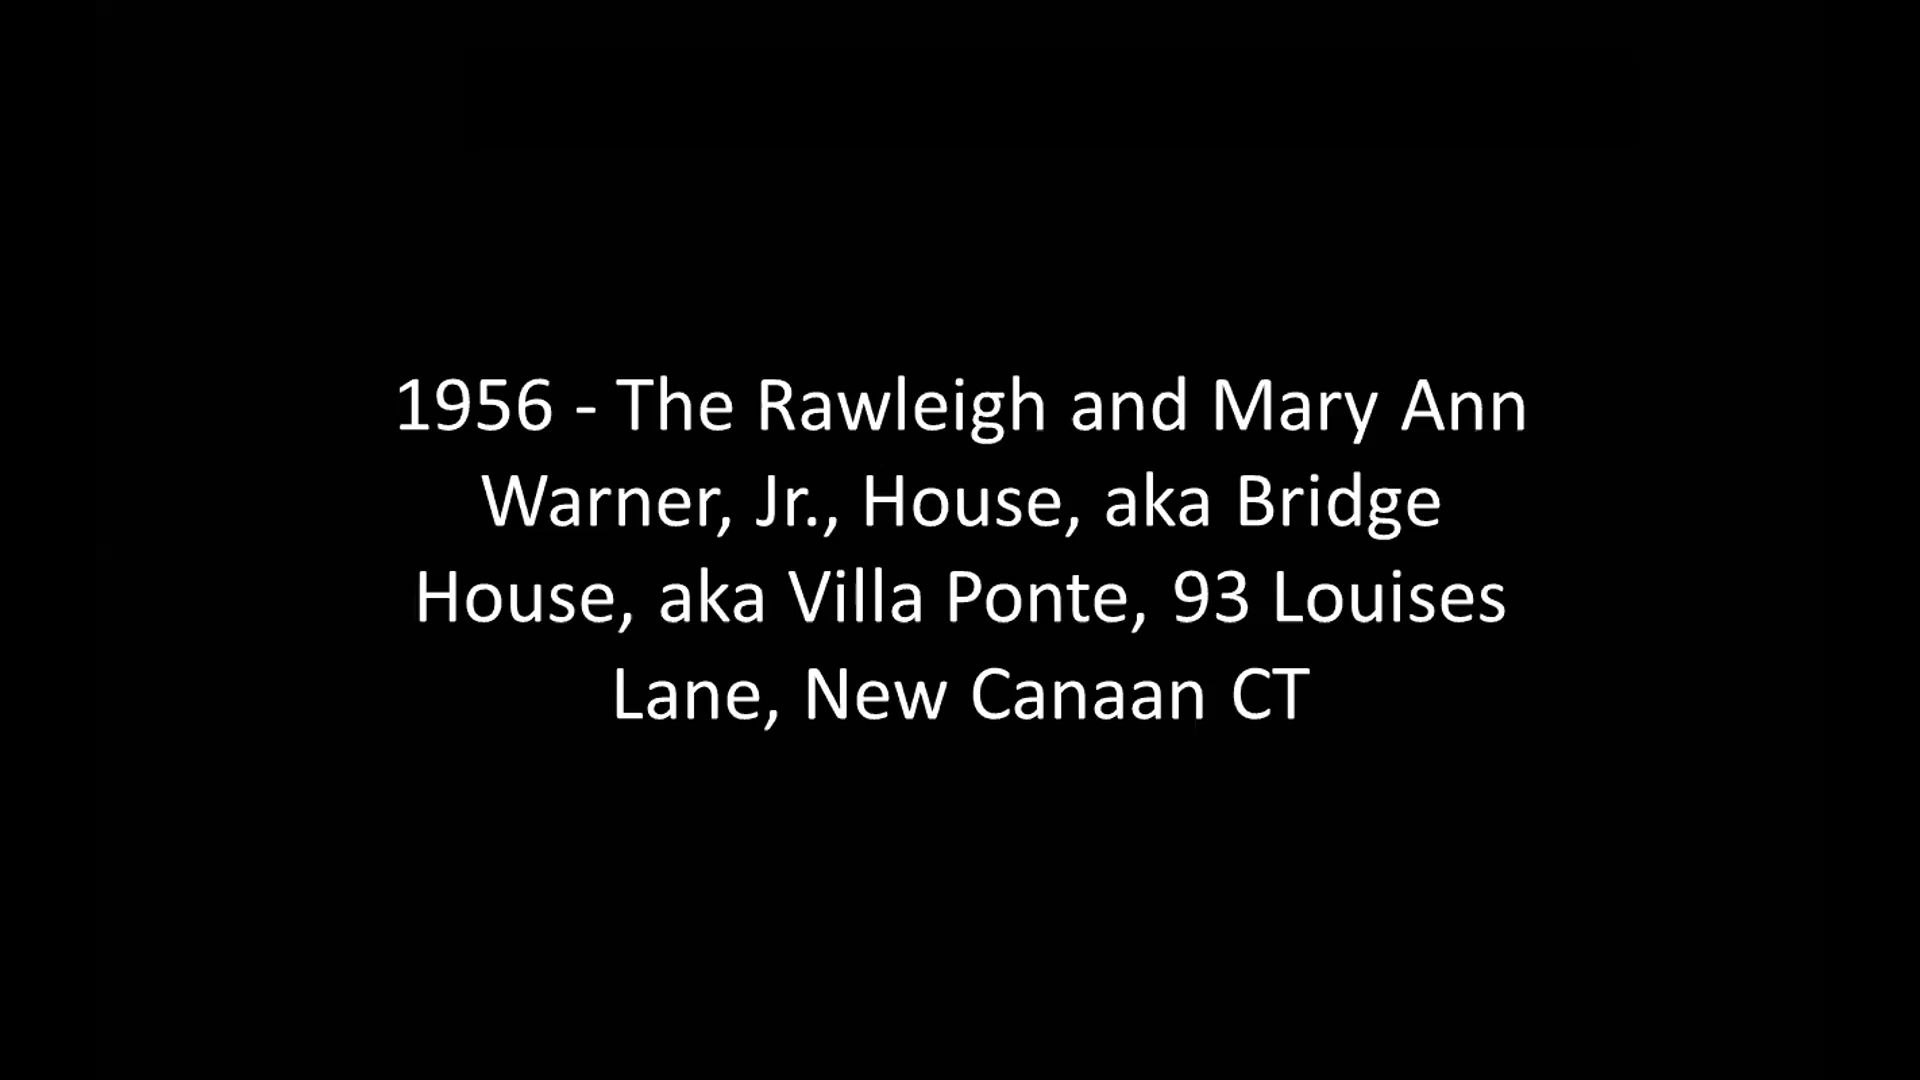 1956 - The Rawleigh and Mary Ann
Warner, Jr., House, aka Bridge
House, aka Villa Ponte, 93 Louises
Lane, New Canaan CT